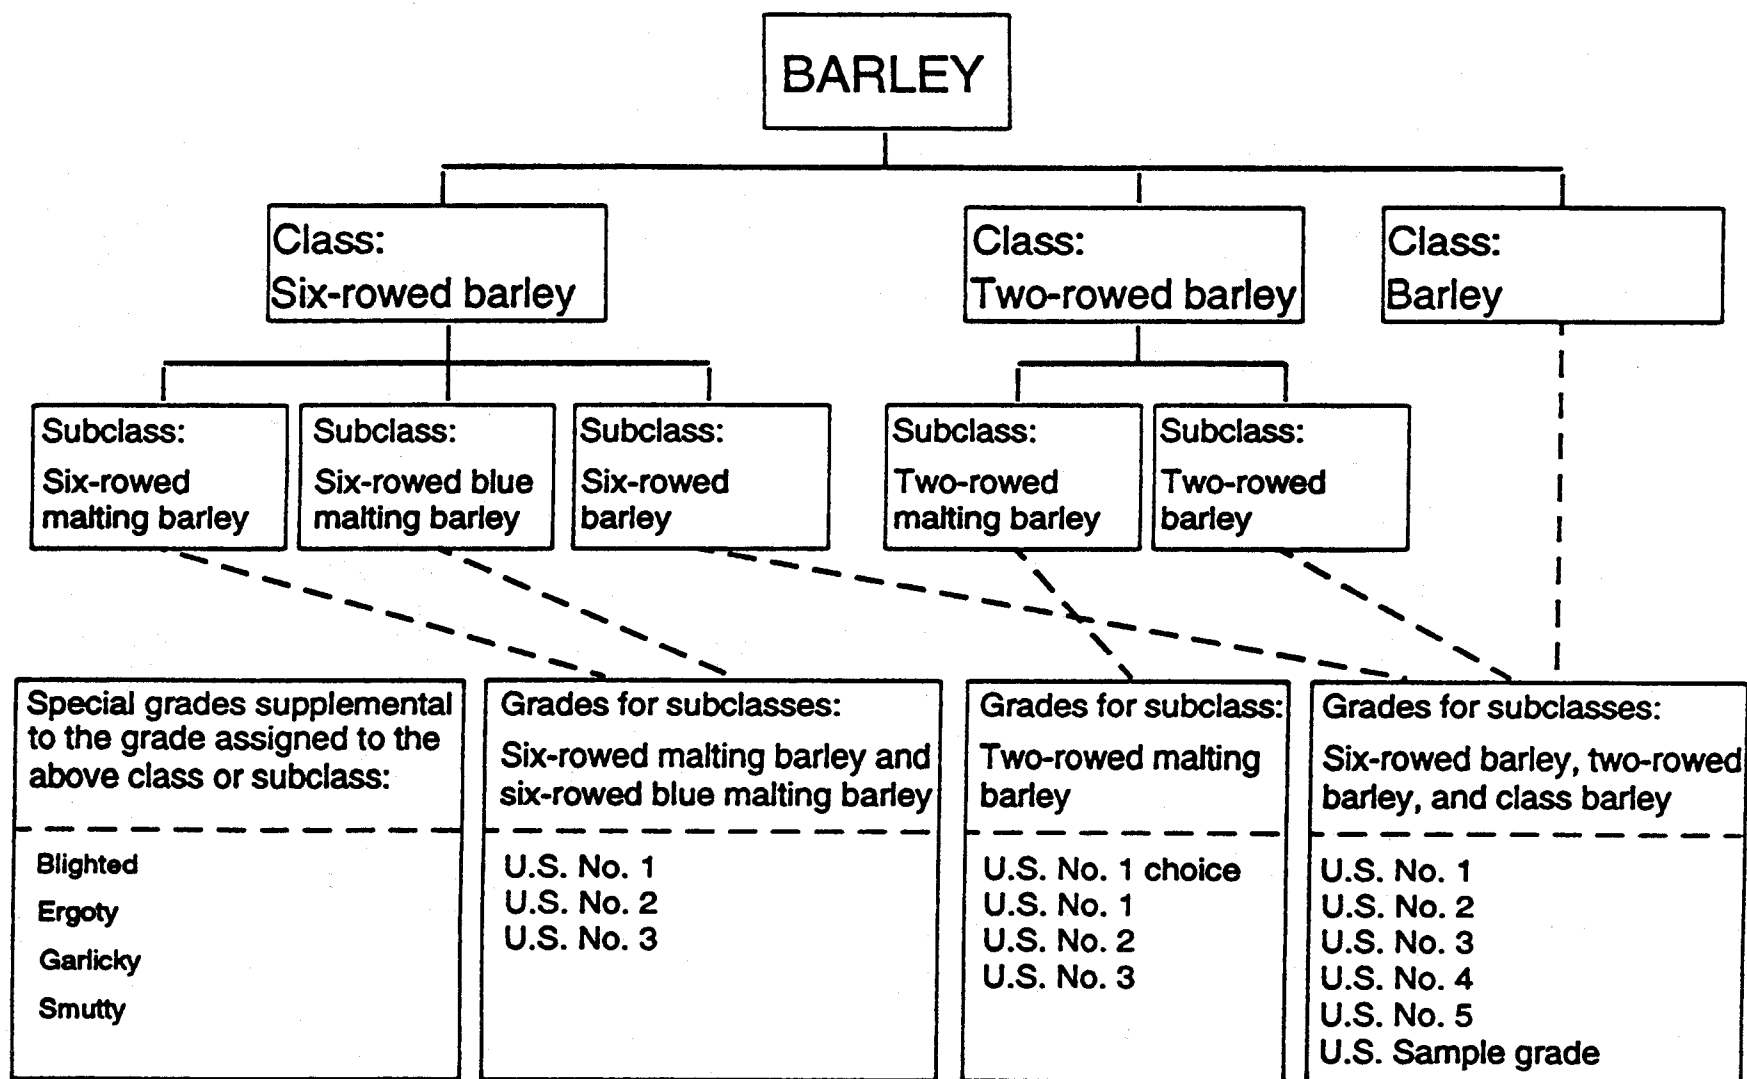 BARLEY
Class:
Six-rowed barley
Class:
Two-rowed barley
Class:
Barley
Subclass:
Six-rowed
malting barley
Subclass:
Six-rowed blue
malting barley
Subclass:
Six-rowed
barley
Subclass:
Two-rowed
malting barley
Subclass:
Two-rowed
barley
Special grades supplemental
to the grade assigned to the
above class or subclass:
Blighted
Ergoty
Garlicky
Smutty
Grades for subclasses:
Six-rowed malting barley and
six-rowed blue malting barley
U.S. No. 1
U.S. No. 2
U.S. No. 3
Grades for subclass:
Two-rowed malting
barley
U.S. No. 1 choice
U.S. No. 1
U.S. No. 2
U.S. No. 3
Grades for subclasses:
Six-rowed barley, two-rowed
barley, and class barley
U.S. No. 1
U.S. No. 2
U.S. No. 3
U.S. No. 4
U.S. No. 5
U.S. Sample grade